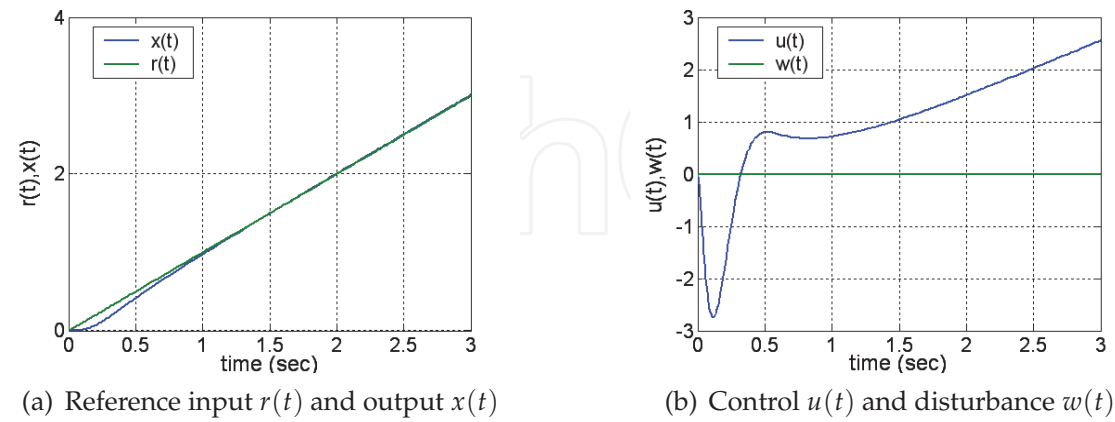 4
2
0
r(t),x(t)
x(t)
r(t)
0 0.5 1 1.5 2 2.5 3
time (sec)
(a) Reference input r(t) and output x(t)
3
2
1
0
-1
-2
-3
u(t),w(t)
u(t)
w(t)
0 0.5 1 1.5 2 2.5 3
time (sec)
(b) Control u(t) and disturbance w(t)